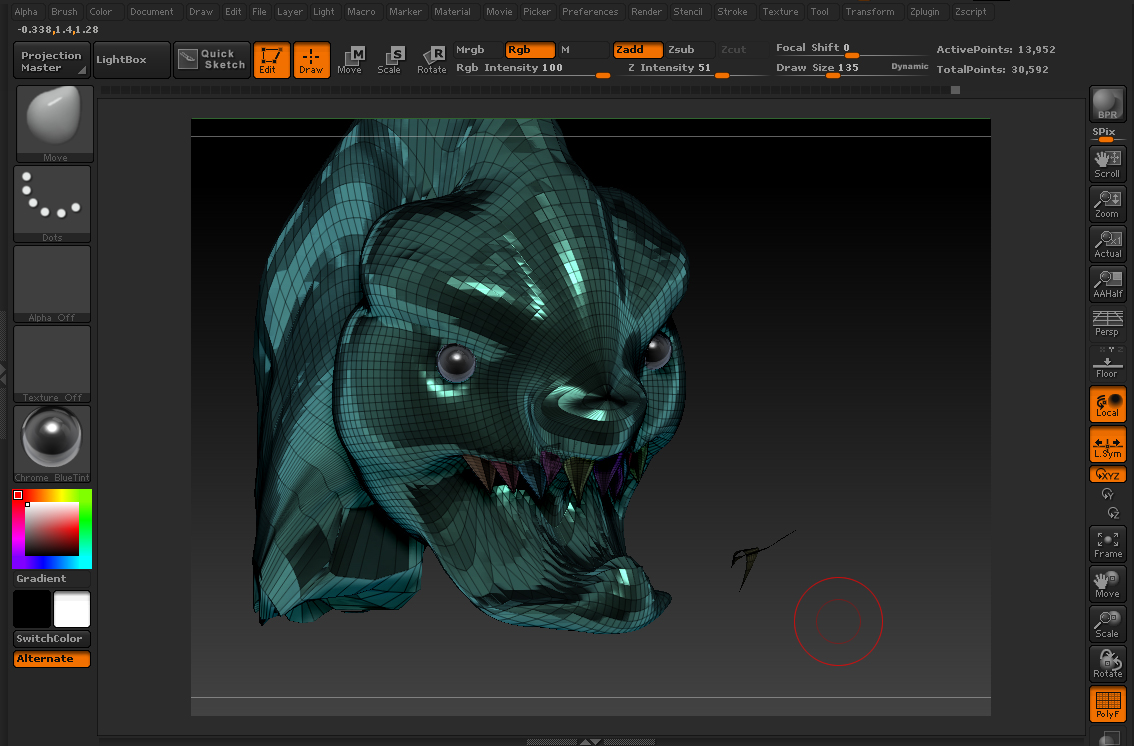 Alpha Brush Color Document Draw Edit File Layer Light Macro Marker Material Movie Picker Preferences Render Stencil Stroke Texture Tool Transform Zplugin Zscript
-0.338,1.4,1.28
Projection Master
LightBox
Quick Sketch
Edit
Draw
Move
Scale
Rotate
Mrgb Rgb M
Rgb Intensity 100
Zadd Zsub Zcut
Z Intensity 51
Focal Shift 0
Draw Size 135 Dynamic
ActivePoints: 13,952
TotalPoints: 30,592
Move
Dots
Alpha Off
Texture Off
Chrome BlueTint
Gradient
SwitchColor
Alternate
BPR
SPix
Scroll
Zoom
Actual
AAHalf
Persp
Floor
Local
L.Sym
XYZ
Y
Z
Frame
Move
Scale
Rotate
PolyF